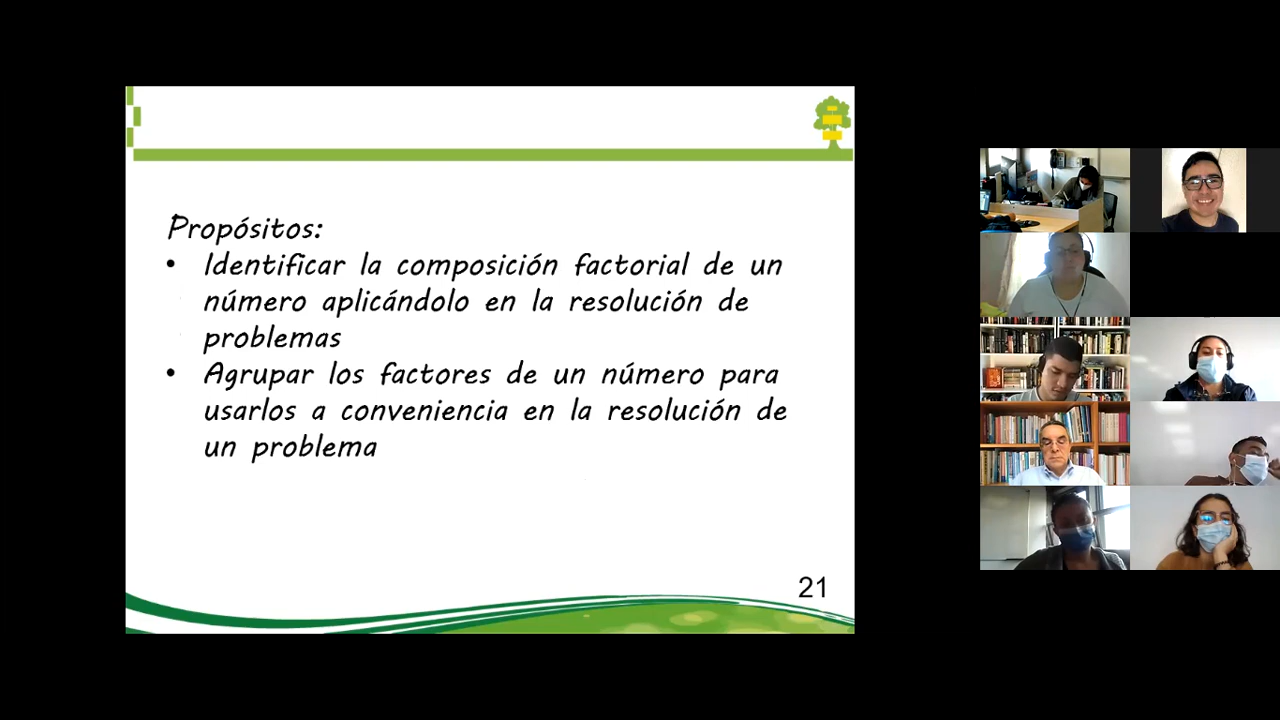 Propósitos:
• Identificar la composición factorial de un
número aplicándolo en la resolución de
problemas
• Agrupar los factores de un número para
usarlos a conveniencia en la resolución de
un problema
21